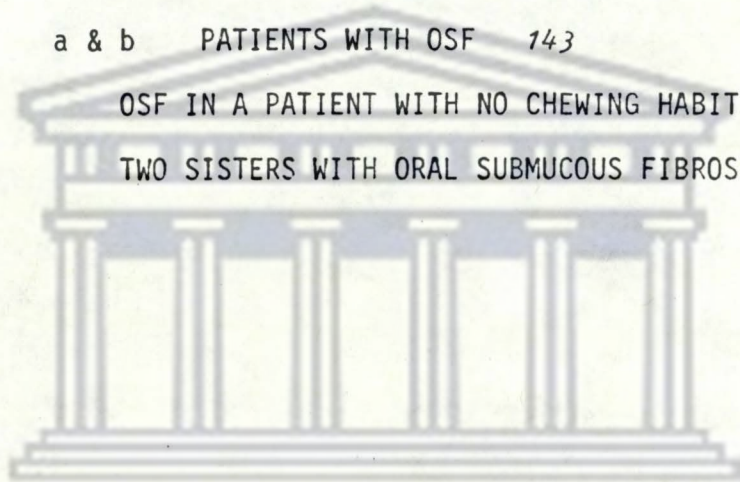 a & b PATIENTS WITH OSF 143
OSF IN A PATIENT WITH NO CHEWING HABIT
TWO SISTERS WITH ORAL SUBMUCOUS FIBROS